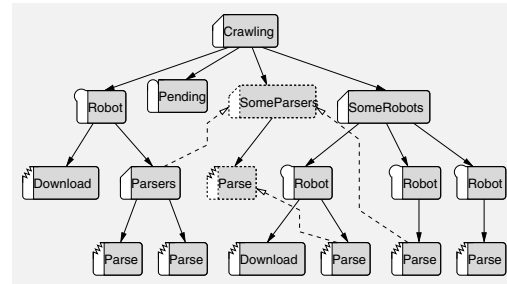 Crawling
Robot
Pending
SomeParsers
SomeRobots
Download
Parsers
Parse
Robot
Robot
Robot
Parse
Parse
Download
Parse
Parse
Parse